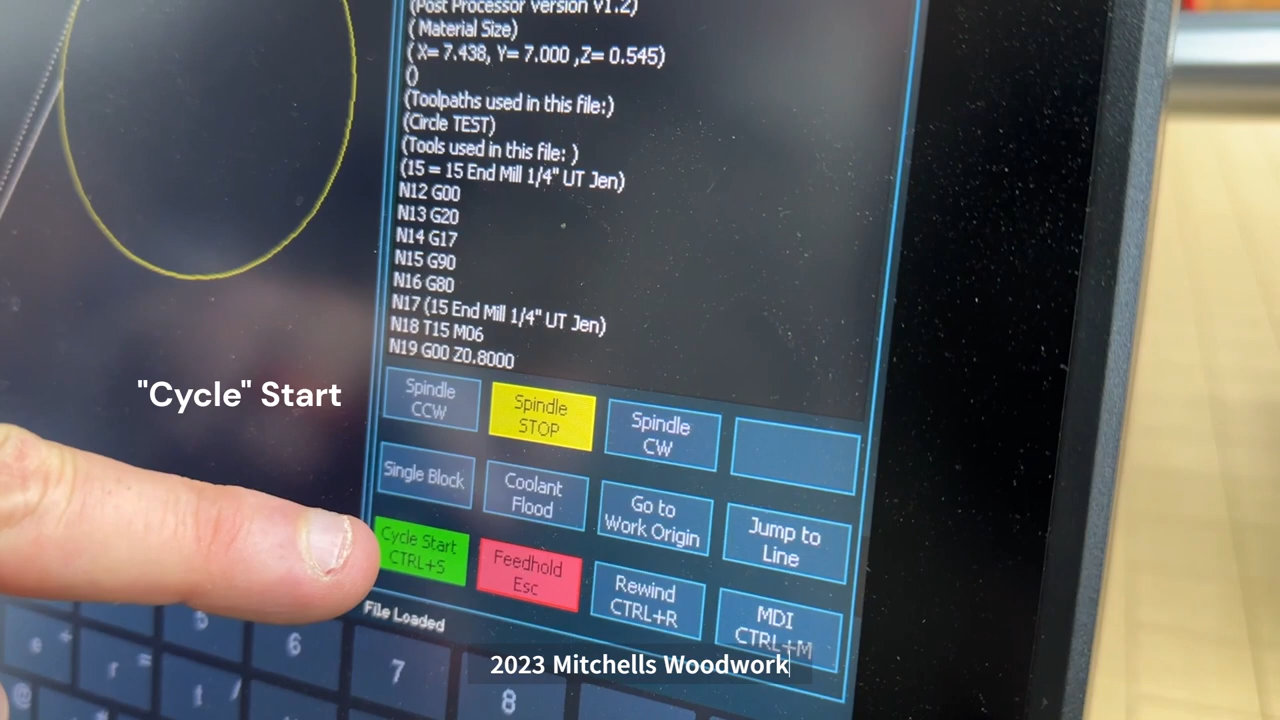 (Post Processor Version V1.2)
( Material Size)
( X= 7.438, Y= 7.000 ,Z= 0.545)
()
(Toolpaths used in this file:)
(Circle TEST)
(Tools used in this file: )
(15 = 15 End Mill 1/4" UT Jen)
N12 G00
N13 G20
N14 G17
N15 G90
N16 G80
N17 (15 End Mill 1/4" UT Jen)
N18 T15 M06
N19 G00 Z0.8000
"Cycle" Start
Spindle
CCW
Spindle
STOP
Spindle
CW
Single Block
Coolant
Flood
Go to
Work Origin
Jump to
Line
Cycle Start
CTRL+S
Feedhold
Esc
Rewind
CTRL+R
MDI
CTRL+M
File Loaded
5
6
7
8
e +
r =
t /
@
2023 Mitchells Woodwork